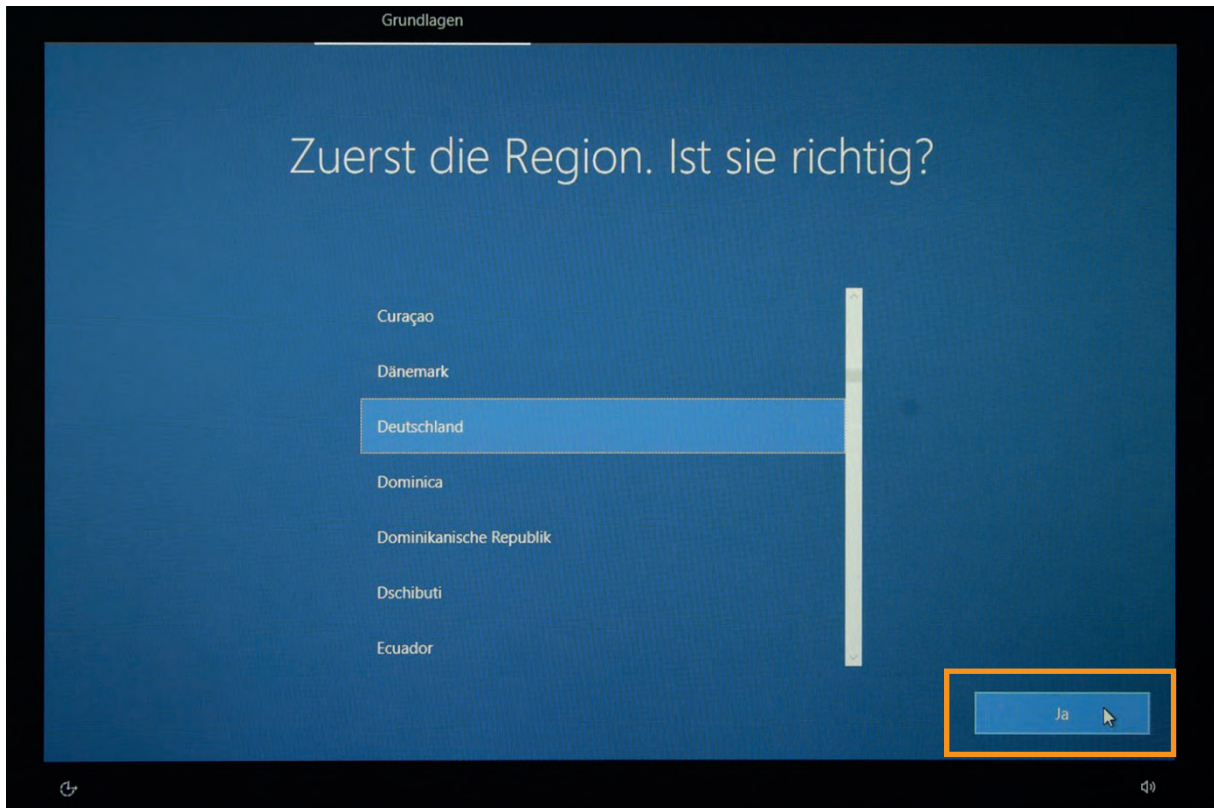 Grundlagen
Zuerst die Region. Ist sie richtig?
Curaçao
Dänemark
Deutschland
Dominica
Dominikanische Republik
Dschibuti
Ecuador
Ja